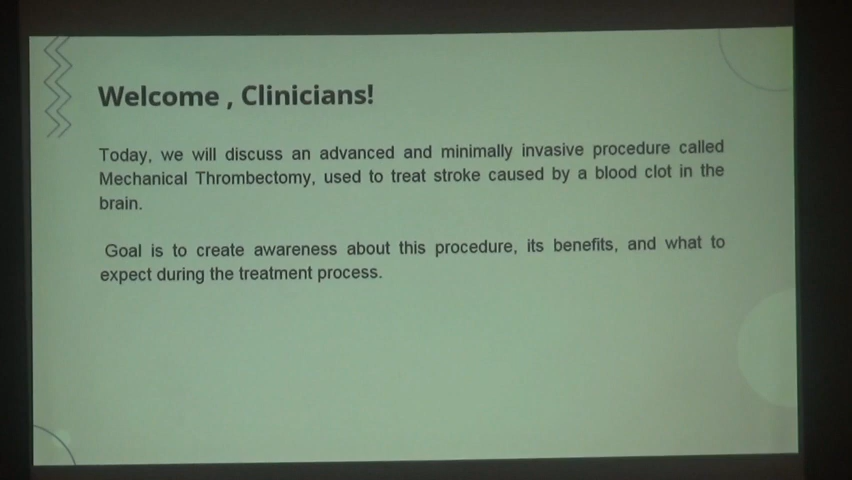 Welcome , Clinicians!
Today, we will discuss an advanced and minimally invasive procedure called
Mechanical Thrombectomy, used to treat stroke caused by a blood clot in the
brain.
Goal is to create awareness about this procedure, its benefits, and what to
expect during the treatment process.